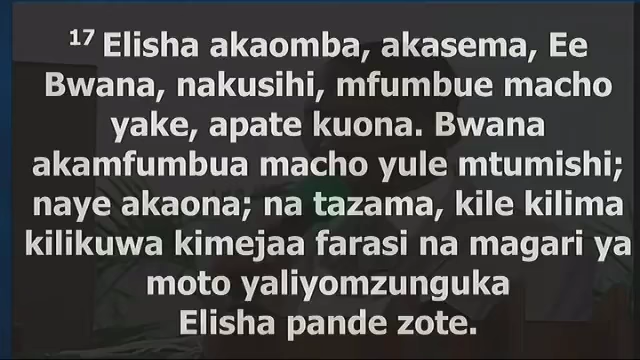 17 Elisha akaomba, akasema, Ee
Bwana, nakusihi, mfumbue macho
yake, apate kuona. Bwana
akamfumbua macho yule mtumishi;
naye akaona; na tazama, kile kilima
kilikuwa kimejaa farasi na magari ya
moto yaliyomzunguka
Elisha pande zote.